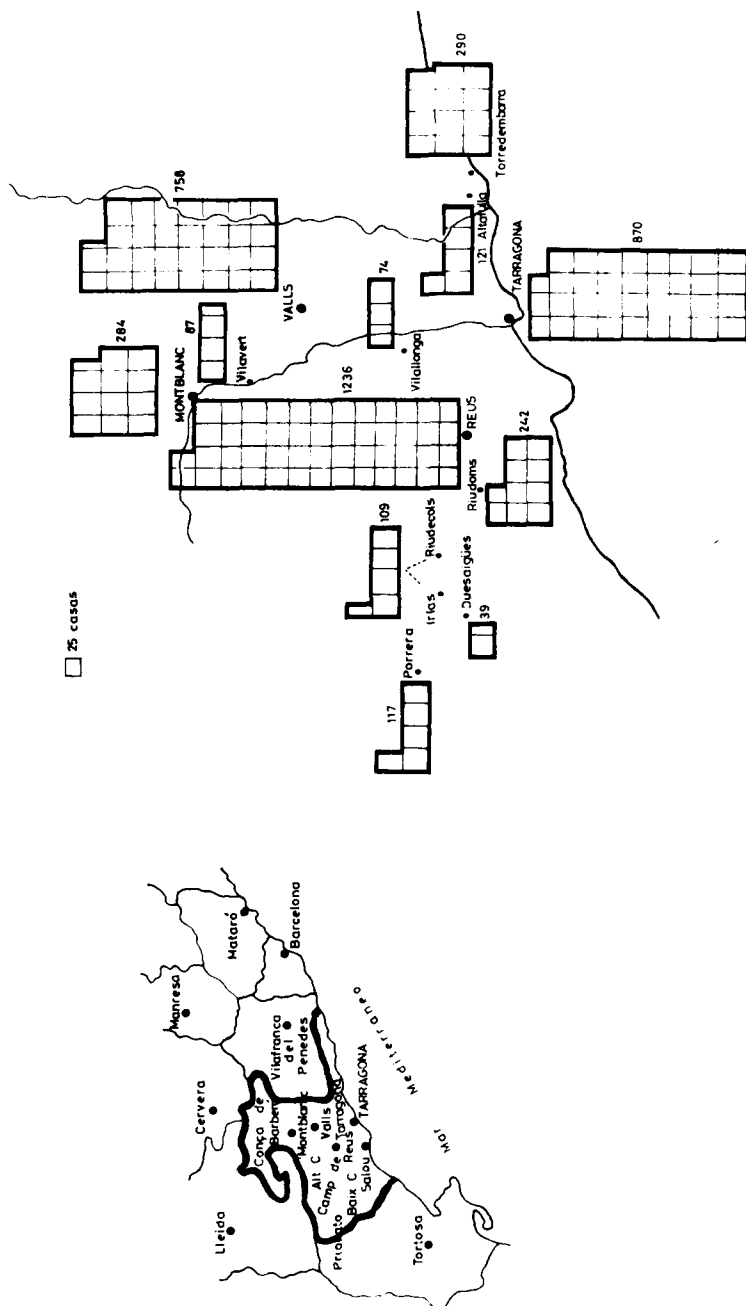 25 casas
284
MONTBLANC
758
87
Vilavert
VALLS
1236
74
Vilallonga
290
Torredembarra
121
Altafulla
TARRAGONA
870
REUS
Riudoms
242
109
Riudecols
Irlas
Duesaigües
39
Porrera
117
Lleida
Cervera
Manresa
Mataró
Barcelona
Vilafranca
del
Penedes
Conça de
Barberà
Montblanc
Alt C
Valls
Camp de
Tarragona
Priorato
Baix C
Reus
Salou
TARRAGONA
Tortosa
Mar Mediterraneo